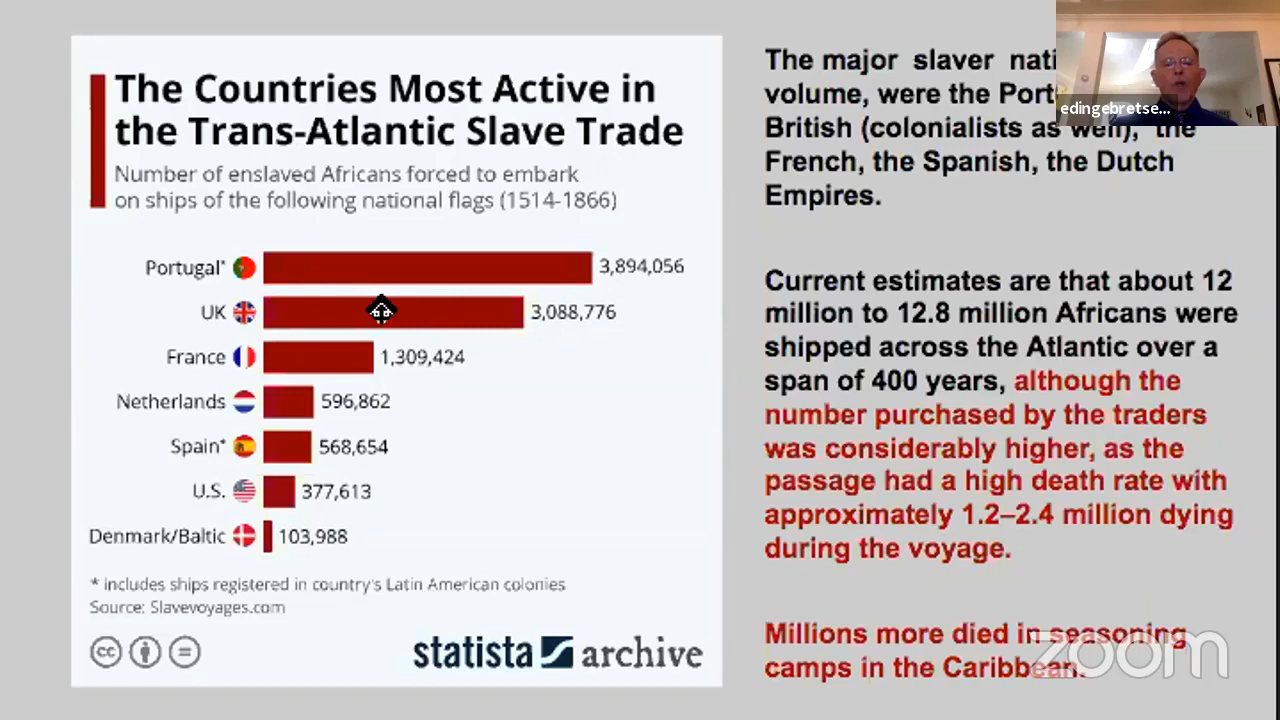 The Countries Most Active in
the Trans-Atlantic Slave Trade
Number of enslaved Africans forced to embark
on ships of the following national flags (1514-1866)
Portugal* 3,894,056
UK 3,088,776
France 1,309,424
Netherlands 596,862
Spain* 568,654
U.S. 377,613
Denmark/Baltic 103,988
* includes ships registered in country's Latin American colonies
Source: Slavevoyages.com
cc
statista archive
The major slaver nati
volume, were the Port
British (colonialists as well), the
French, the Spanish, the Dutch
Empires.
Current estimates are that about 12
million to 12.8 million Africans were
shipped across the Atlantic over a
span of 400 years, although the
number purchased by the traders
was considerably higher, as the
passage had a high death rate with
approximately 1.2–2.4 million dying
during the voyage.
Millions more died in seasoning
camps in the Caribbean.
edingebretse...
zoom